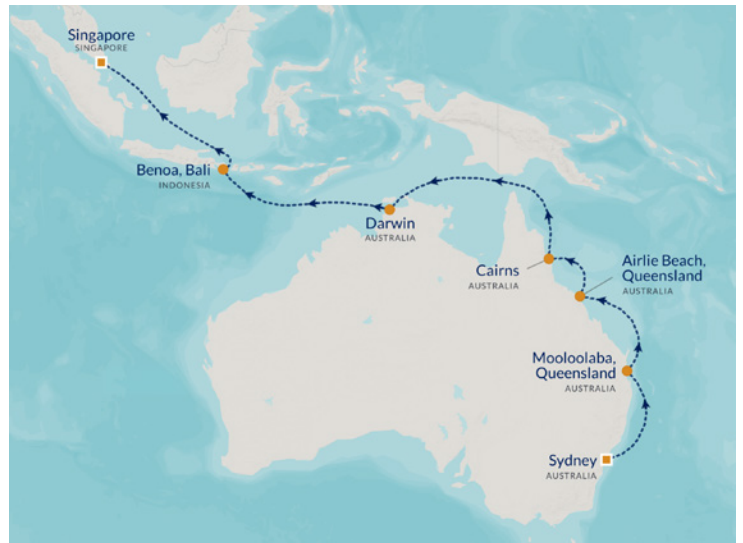 Singapore
SINGAPORE
Benoa, Bali
INDONESIA
Darwin
AUSTRALIA
Cairns
AUSTRALIA
Airlie Beach,
Queensland
AUSTRALIA
Mooloolaba,
Queensland
AUSTRALIA
Sydney
AUSTRALIA